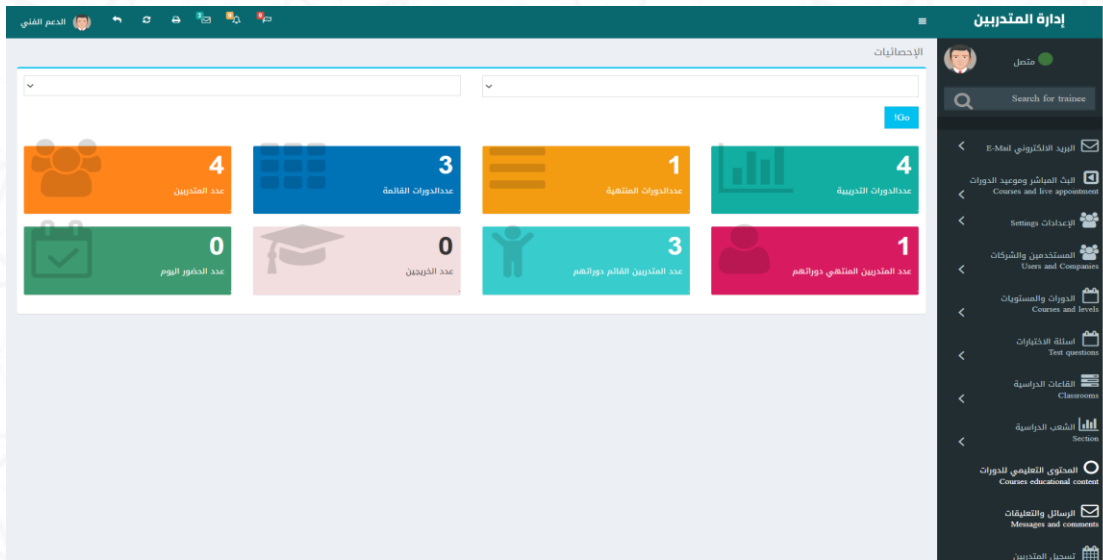 إدارة المتدربين
الدعم الفني
متصل
Search for trainee
البريد الالكتروني E-Mail
البث المباشر وموعيد الدورات
Courses and live appointment
الإعدادات Settings
المستخدمين والشركات
Users and Companies
الدورات والمستويات
Courses and levels
اسئلة الاختبارات
Test questions
القاعات الدراسية
Classrooms
الشعب الدراسية
Section
المحتوى التعليمي للدورات
Courses educational content
الرسائل والتعليقات
Messages and comments
تسجيل المتدربين
الإحصائيات
!Go
4
عددالدورات التدريبية
1
عددالدورات المنتهية
3
عددالدورات القائمة
4
عدد المتدربين
1
عدد المتدربين المنتهي دوراتهم
3
عدد المتدربين القائم دوراتهم
0
عدد الخريجين
0
عدد الحضور اليوم